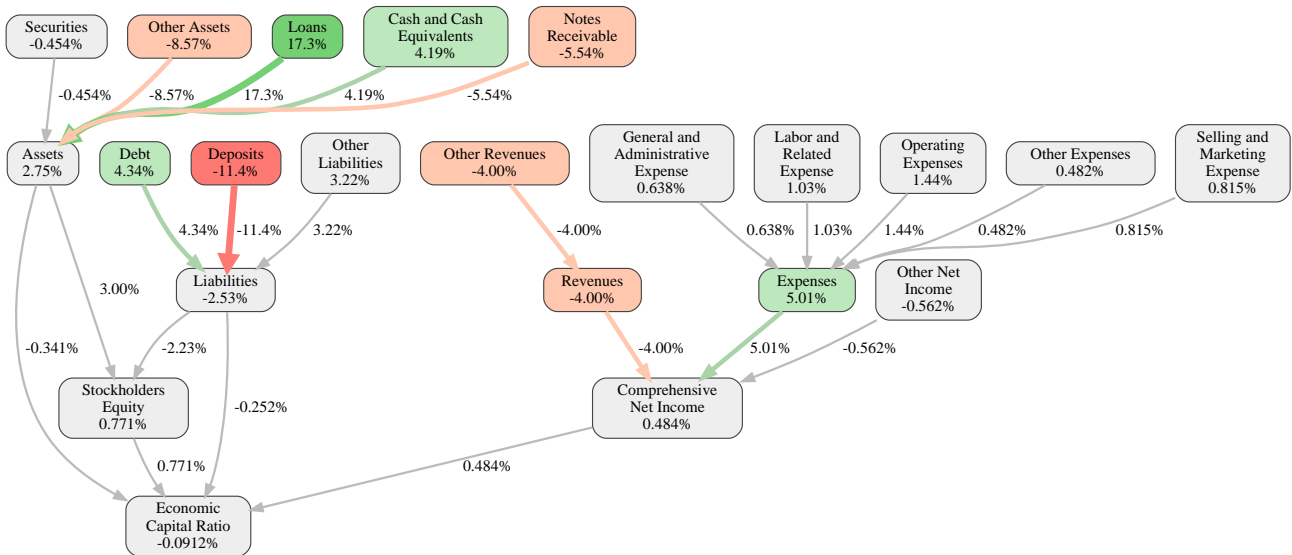 Securities
-0.454%
Other Assets
-8.57%
Loans
17.3%
Cash and Cash
Equivalents
4.19%
Notes
Receivable
-5.54%
-0.454%
-8.57%
17.3%
4.19%
-5.54%
Assets
2.75%
Debt
4.34%
Deposits
-11.4%
Other
Liabilities
3.22%
Other Revenues
-4.00%
General and
Administrative
Expense
0.638%
Labor and
Related
Expense
1.03%
Operating
Expenses
1.44%
Other Expenses
0.482%
Selling and
Marketing
Expense
0.815%
4.34%
-11.4%
3.22%
-4.00%
0.638%
1.03%
1.44%
0.482%
0.815%
3.00%
Liabilities
-2.53%
Revenues
-4.00%
Expenses
5.01%
Other Net
Income
-0.562%
-0.341%
-2.23%
-4.00%
5.01%
-0.562%
Stockholders
Equity
0.771%
-0.252%
Comprehensive
Net Income
0.484%
0.771%
0.484%
Economic
Capital Ratio
-0.0912%